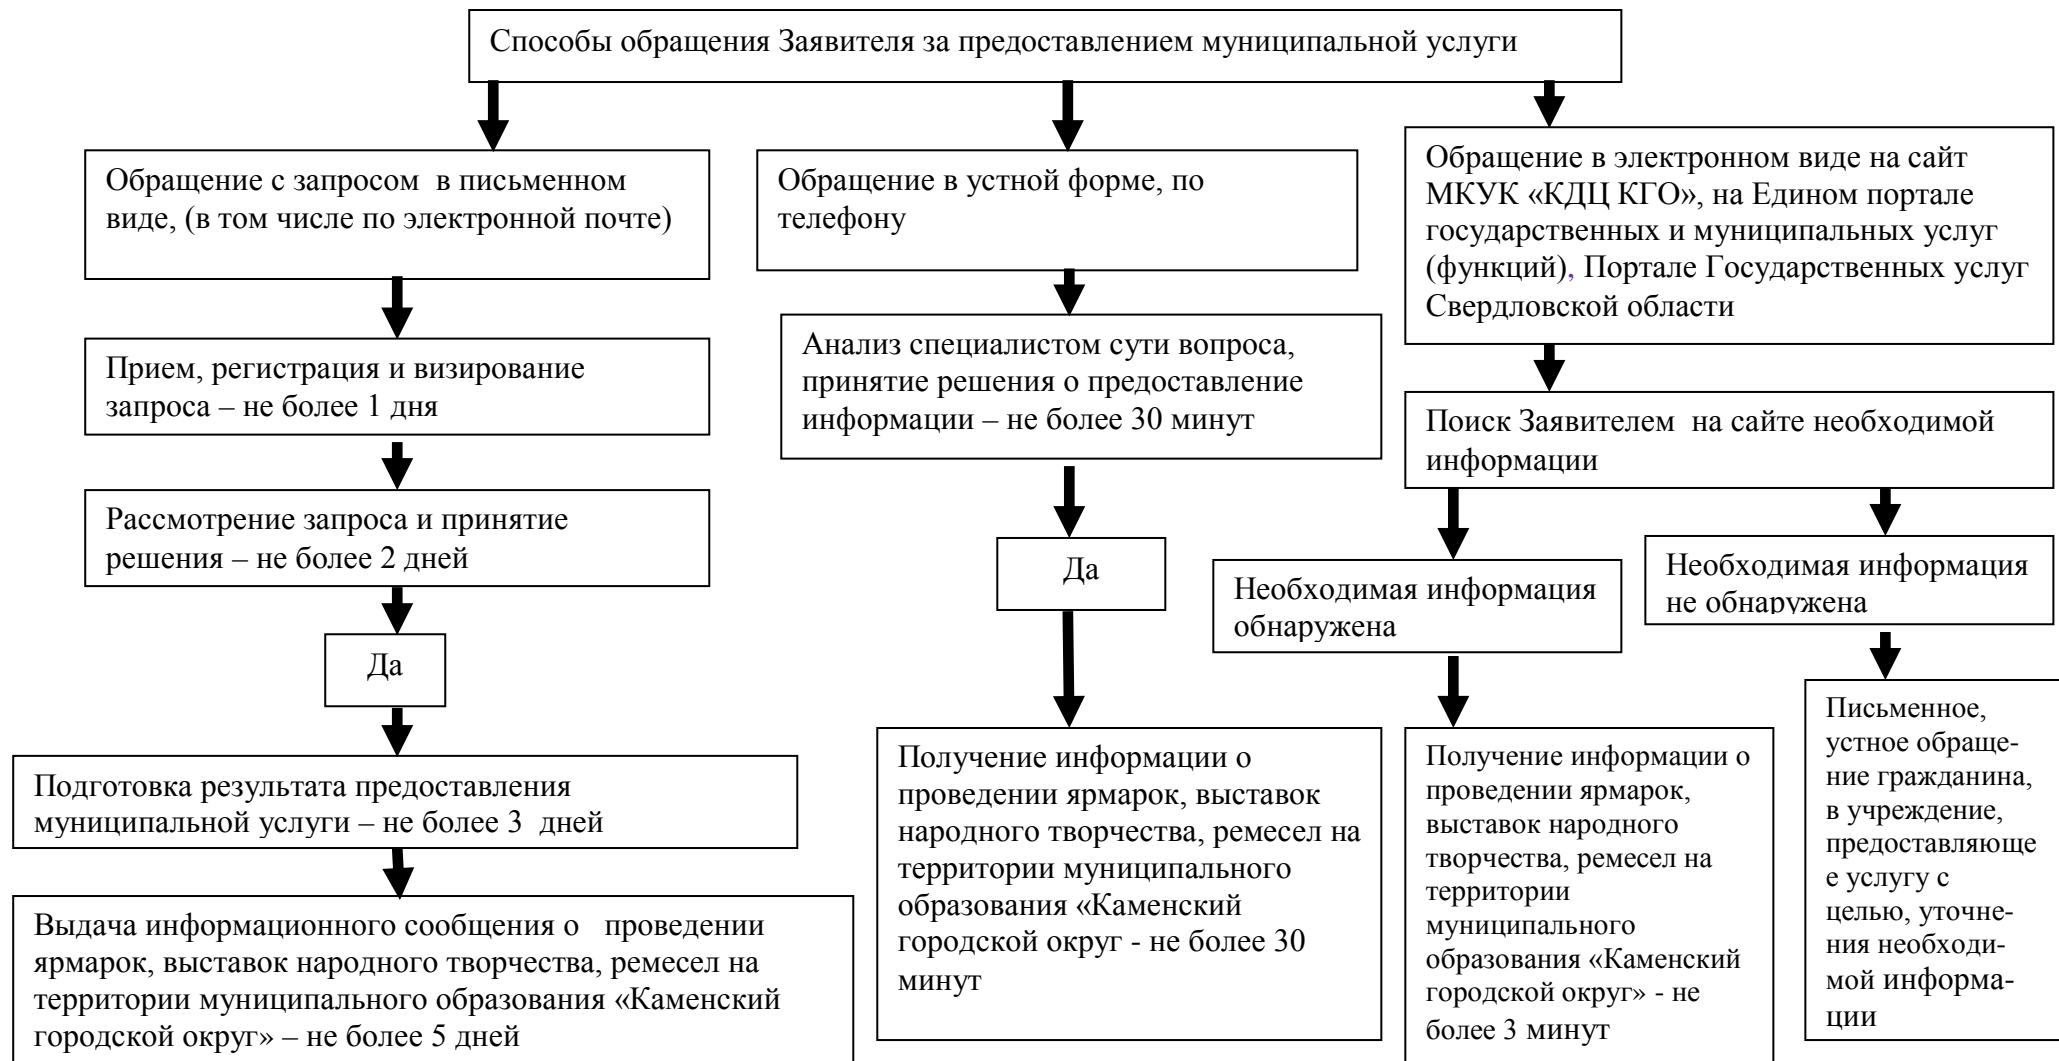 Способы обращения Заявителя за предоставлением муниципальной услуги
Обращение с запросом  в письменном
виде, (в том числе по электронной почте)
Прием, регистрация и визирование
запроса – не более 1 дня
Рассмотрение запроса и принятие
решения – не более 2 дней
Да
Подготовка результата предоставления
муниципальной услуги – не более 3  дней
Выдача информационного сообщения о   проведении
ярмарок, выставок народного творчества, ремесел на
территории муниципального образования «Каменский
городской округ» – не более 5 дней
Обращение в устной форме, по
телефону
Анализ специалистом сути вопроса,
принятие решения о предоставление
информации – не более 30 минут
Да
Получение информации о
проведении ярмарок, выставок
народного творчества, ремесел на
территории муниципального
образования «Каменский
городской округ - не более 30
минут
Обращение в электронном виде на сайт
МКУК «КДЦ КГО», на Едином портале
государственных и муниципальных услуг
(функций), Портале Государственных услуг
Свердловской области
Поиск Заявителем  на сайте необходимой
информации
Необходимая информация
обнаружена
Получение информации о
проведении ярмарок,
выставок народного
творчества, ремесел на
территории
муниципального
образования «Каменский
городской округ» - не
более 3 минут
Необходимая информация
не обнаружена
Письменное,
устное обраще-
ние гражданина,
в учреждение,
предоставляюще
е услугу с
целью, уточне-
ния необходи-
мой информа-
ции